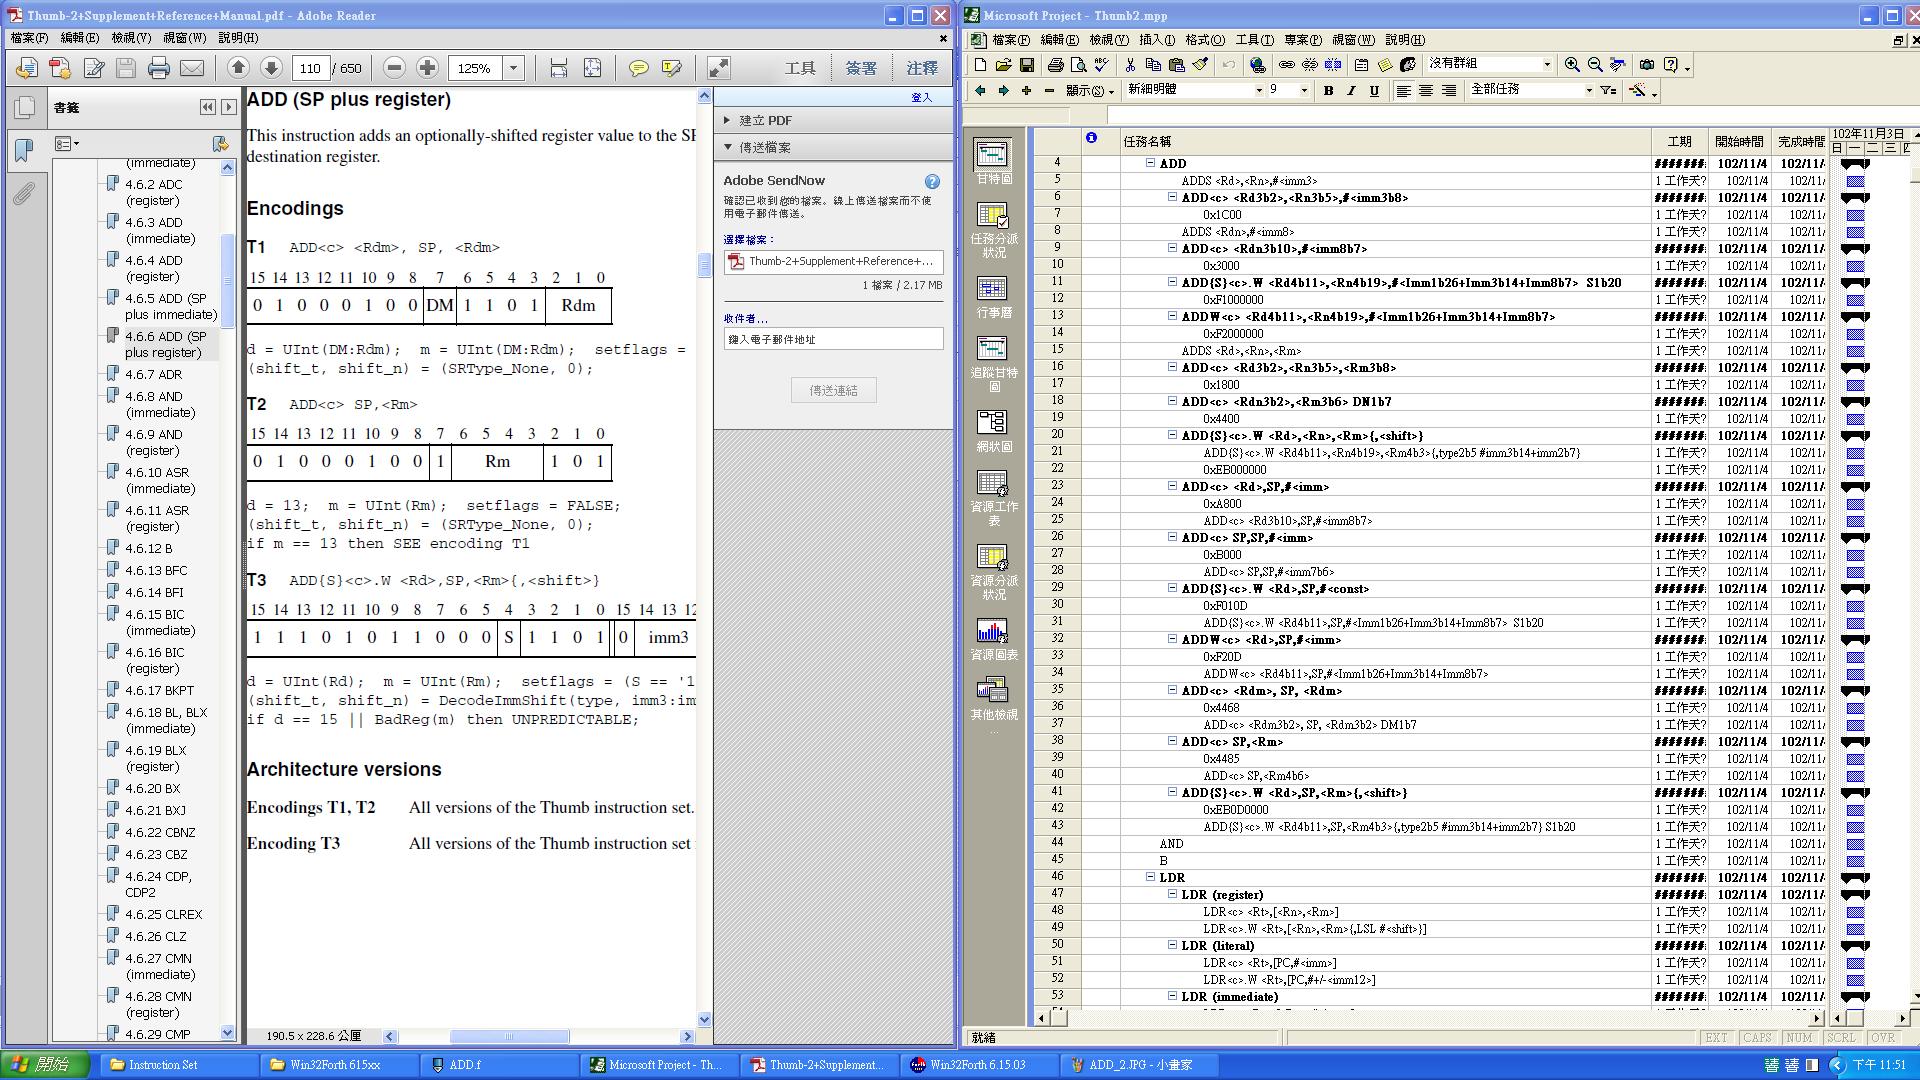 Thumb-2+Supplement+Reference+Manual.pdf - Adobe Reader
檔案(F) 編輯(E) 檢視(V) 視窗(W) 說明(H)
110 / 650 125% 工具 簽署 註釋
書籤
(immediate)
4.6.2 ADC
(register)
4.6.3 ADD
(immediate)
4.6.4 ADD
(register)
4.6.5 ADD (SP
plus immediate)
4.6.6 ADD (SP
plus register)
4.6.7 ADR
4.6.8 AND
(immediate)
4.6.9 AND
(register)
4.6.10 ASR
(immediate)
4.6.11 ASR
(register)
4.6.12 B
4.6.13 BFC
4.6.14 BFI
4.6.15 BIC
(immediate)
4.6.16 BIC
(register)
4.6.17 BKPT
4.6.18 BL, BLX
(immediate)
4.6.19 BLX
(register)
4.6.20 BX
4.6.21 BXJ
4.6.22 CBNZ
4.6.23 CBZ
4.6.24 CDP,
CDP2
4.6.25 CLREX
4.6.26 CLZ
4.6.27 CMN
(immediate)
4.6.28 CMN
(register)
4.6.29 CMP
ADD (SP plus register)
This instruction adds an optionally-shifted register value to the SP
destination register.
Encodings
T1 ADD<c> <Rdm>, SP, <Rdm>
15 14 13 12 11 10 9 8 7 6 5 4 3 2 1 0
0 1 0 0 0 1 0 0 DM 1 1 0 1 Rdm
d = UInt(DM:Rdm); m = UInt(DM:Rdm); setflags =
(shift_t, shift_n) = (SRType_None, 0);
T2 ADD<c> SP,<Rm>
15 14 13 12 11 10 9 8 7 6 5 4 3 2 1 0
0 1 0 0 0 1 0 0 1 Rm 1 0 1
d = 13; m = UInt(Rm); setflags = FALSE;
(shift_t, shift_n) = (SRType_None, 0);
if m == 13 then SEE encoding T1
T3 ADD{S}<c>.W <Rd>,SP,<Rm>{,<shift>}
15 14 13 12 11 10 9 8 7 6 5 4 3 2 1 0 15 14 13 12
1 1 1 0 1 0 1 1 0 0 0 S 1 1 0 1 0 imm3
d = UInt(Rd); m = UInt(Rm); setflags = (S == '1
(shift_t, shift_n) = DecodeImmShift(type, imm3:im
if d == 15 || BadReg(m) then UNPREDICTABLE;
Architecture versions
Encodings T1, T2 All versions of the Thumb instruction set.
Encoding T3 All versions of the Thumb instruction set
190.5 x 228.6 公厘
登入
建立 PDF
傳送檔案
Adobe SendNow
確認已收到您的檔案。線上傳送檔案而不使
用電子郵件傳送。
選擇檔案：
Thumb-2+Supplement+Reference+...
1 檔案 / 2.17 MB
收件者...
鍵入電子郵件地址
傳送連結
Microsoft Project - Thumb2.mpp
檔案(F) 編輯(E) 檢視(V) 插入(I) 格式(O) 工具(T) 專案(P) 視窗(W) 說明(H)
沒有群組
顯示(S) 新細明體 9 B I U 全部任務
甘特圖
任務分派
狀況
行事曆
追蹤甘特
圖
網狀圖
資源工作
表
資源分派
狀況
資源圖表
其他檢視
...
任務名稱 工期 開始時間 完成時間 102年11月3日
日 一 二 三 四
4 ADD ####### 102/11/4 102/11/
5 ADDS <Rd>,<Rn>,#<imm3> 1 工作天? 102/11/4 102/11/
6 ADD<c> <Rd3b2>,<Rn3b5>,#<imm3b8> ####### 102/11/4 102/11/
7 0x1C00 1 工作天? 102/11/4 102/11/
8 ADDS <Rdn>,#<imm8> 1 工作天? 102/11/4 102/11/
9 ADD<c> <Rdn3b10>,#<imm8b7> ####### 102/11/4 102/11/
10 0x3000 1 工作天? 102/11/4 102/11/
11 ADD{S}<c>.W <Rd4b11>,<Rn4b19>,#<Imm1b26+Imm3b14+Imm8b7> S1b20 ####### 102/11/4 102/11/
12 0xF1000000 1 工作天? 102/11/4 102/11/
13 ADDW<c> <Rd4b11>,<Rn4b19>,#<Imm1b26+Imm3b14+Imm8b7> ####### 102/11/4 102/11/
14 0xF2000000 1 工作天? 102/11/4 102/11/
15 ADDS <Rd>,<Rn>,<Rm> 1 工作天? 102/11/4 102/11/
16 ADD<c> <Rd3b2>,<Rn3b5>,<Rm3b8> ####### 102/11/4 102/11/
17 0x1800 1 工作天? 102/11/4 102/11/
18 ADD<c> <Rdn3b2>,<Rm3b6> DN1b7 ####### 102/11/4 102/11/
19 0x4400 1 工作天? 102/11/4 102/11/
20 ADD{S}<c>.W <Rd>,<Rn>,<Rm>{,<shift>} ####### 102/11/4 102/11/
21 ADD{S}<c>.W <Rd4b11>,<Rn4b19>,<Rm4b3>{,type2b5 #imm3b14+imm2b7} 1 工作天? 102/11/4 102/11/
22 0xEB000000 1 工作天? 102/11/4 102/11/
23 ADD<c> <Rd>,SP,#<imm> ####### 102/11/4 102/11/
24 0xA800 1 工作天? 102/11/4 102/11/
25 ADD<c> <Rd3b10>,SP,#<imm8b7> 1 工作天? 102/11/4 102/11/
26 ADD<c> SP,SP,#<imm> ####### 102/11/4 102/11/
27 0xB000 1 工作天? 102/11/4 102/11/
28 ADD<c> SP,SP,#<imm7b6> 1 工作天? 102/11/4 102/11/
29 ADD{S}<c>.W <Rd>,SP,#<const> ####### 102/11/4 102/11/
30 0xF010D 1 工作天? 102/11/4 102/11/
31 ADD{S}<c>.W <Rd4b11>,SP,#<Imm1b26+Imm3b14+Imm8b7> S1b20 1 工作天? 102/11/4 102/11/
32 ADDW<c> <Rd>,SP,#<imm> ####### 102/11/4 102/11/
33 0xF20D 1 工作天? 102/11/4 102/11/
34 ADDW<c> <Rd4b11>,SP,#<Imm1b26+Imm3b14+Imm8b7> 1 工作天? 102/11/4 102/11/
35 ADD<c> <Rdm>, SP, <Rdm> ####### 102/11/4 102/11/
36 0x4468 1 工作天? 102/11/4 102/11/
37 ADD<c> <Rdm3b2>, SP, <Rdm3b2> DM1b7 1 工作天? 102/11/4 102/11/
38 ADD<c> SP,<Rm> ####### 102/11/4 102/11/
39 0x4485 1 工作天? 102/11/4 102/11/
40 ADD<c> SP,<Rm4b6> 1 工作天? 102/11/4 102/11/
41 ADD{S}<c>.W <Rd>,SP,<Rm>{,<shift>} ####### 102/11/4 102/11/
42 0xEB0D0000 1 工作天? 102/11/4 102/11/
43 ADD{S}<c>.W <Rd4b11>,SP,<Rm4b3>{,type2b5 #imm3b14+imm2b7} S1b20 1 工作天? 102/11/4 102/11/
44 AND 1 工作天? 102/11/4 102/11/
45 B 1 工作天? 102/11/4 102/11/
46 LDR ####### 102/11/4 102/11/
47 LDR (register) ####### 102/11/4 102/11/
48 LDR<c> <Rt>,[<Rn>,<Rm>] 1 工作天? 102/11/4 102/11/
49 LDR<c>.W <Rt>,[<Rn>,<Rm>{,LSL #<shift>}] 1 工作天? 102/11/4 102/11/
50 LDR (literal) ####### 102/11/4 102/11/
51 LDR<c> <Rt>,[PC,#<imm>] 1 工作天? 102/11/4 102/11/
52 LDR<c>.W <Rt>,[PC,#+/-<imm12>] 1 工作天? 102/11/4 102/11/
53 LDR (immediate) ####### 102/11/4 102/11/
就緒 EXT CAPS NUM SCRL OVR
開始 Instruction Set Win32Forth 615xx ADD.f Microsoft Project - Th... Thumb-2+Supplement... Win32Forth 6.15.03 ADD_2.JPG - 小畫家 下午 11:51